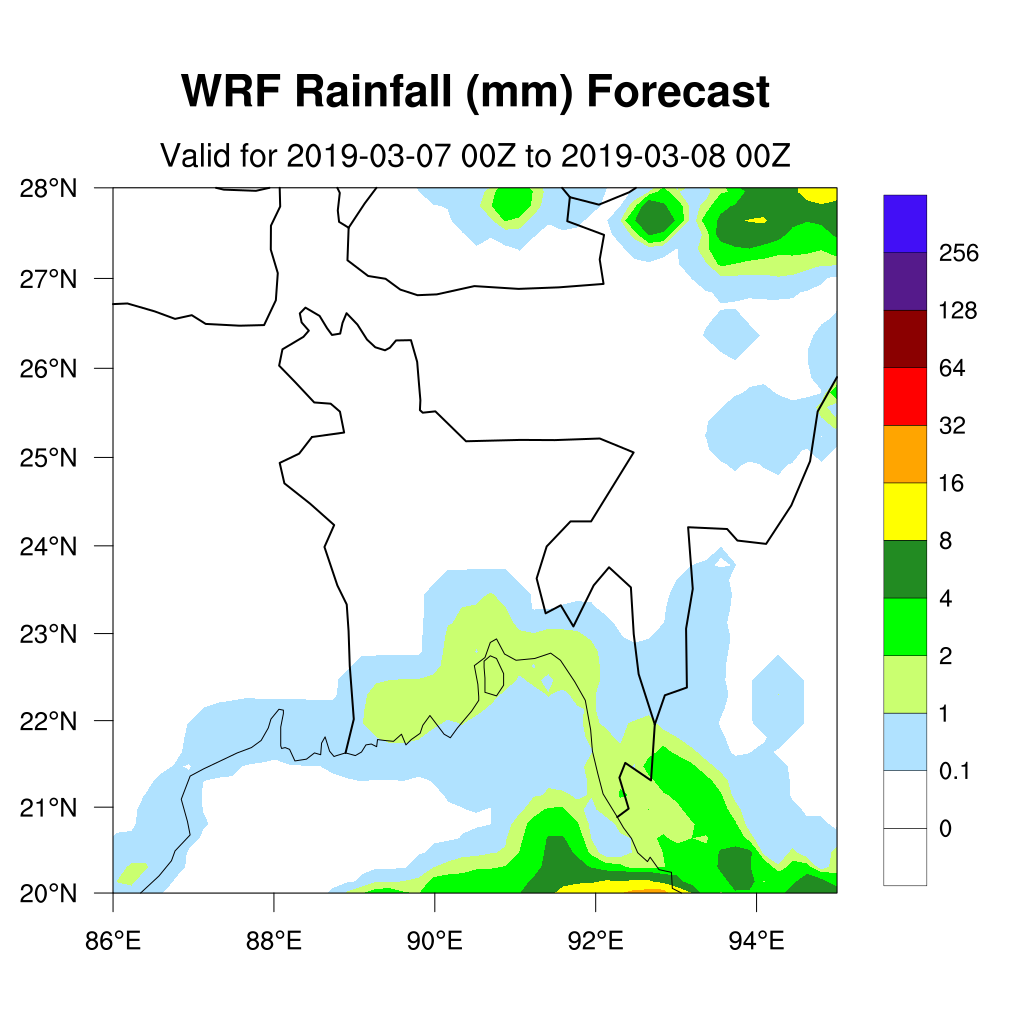 WRF Rainfall (mm) Forecast
Valid for 2019-03-07 00Z to 2019-03-08 00Z
28°N
27°N
26°N
25°N
24°N
23°N
22°N
21°N
20°N
86°E 88°E 90°E 92°E 94°E
256
128
64
32
16
8
4
2
1
0.1
0